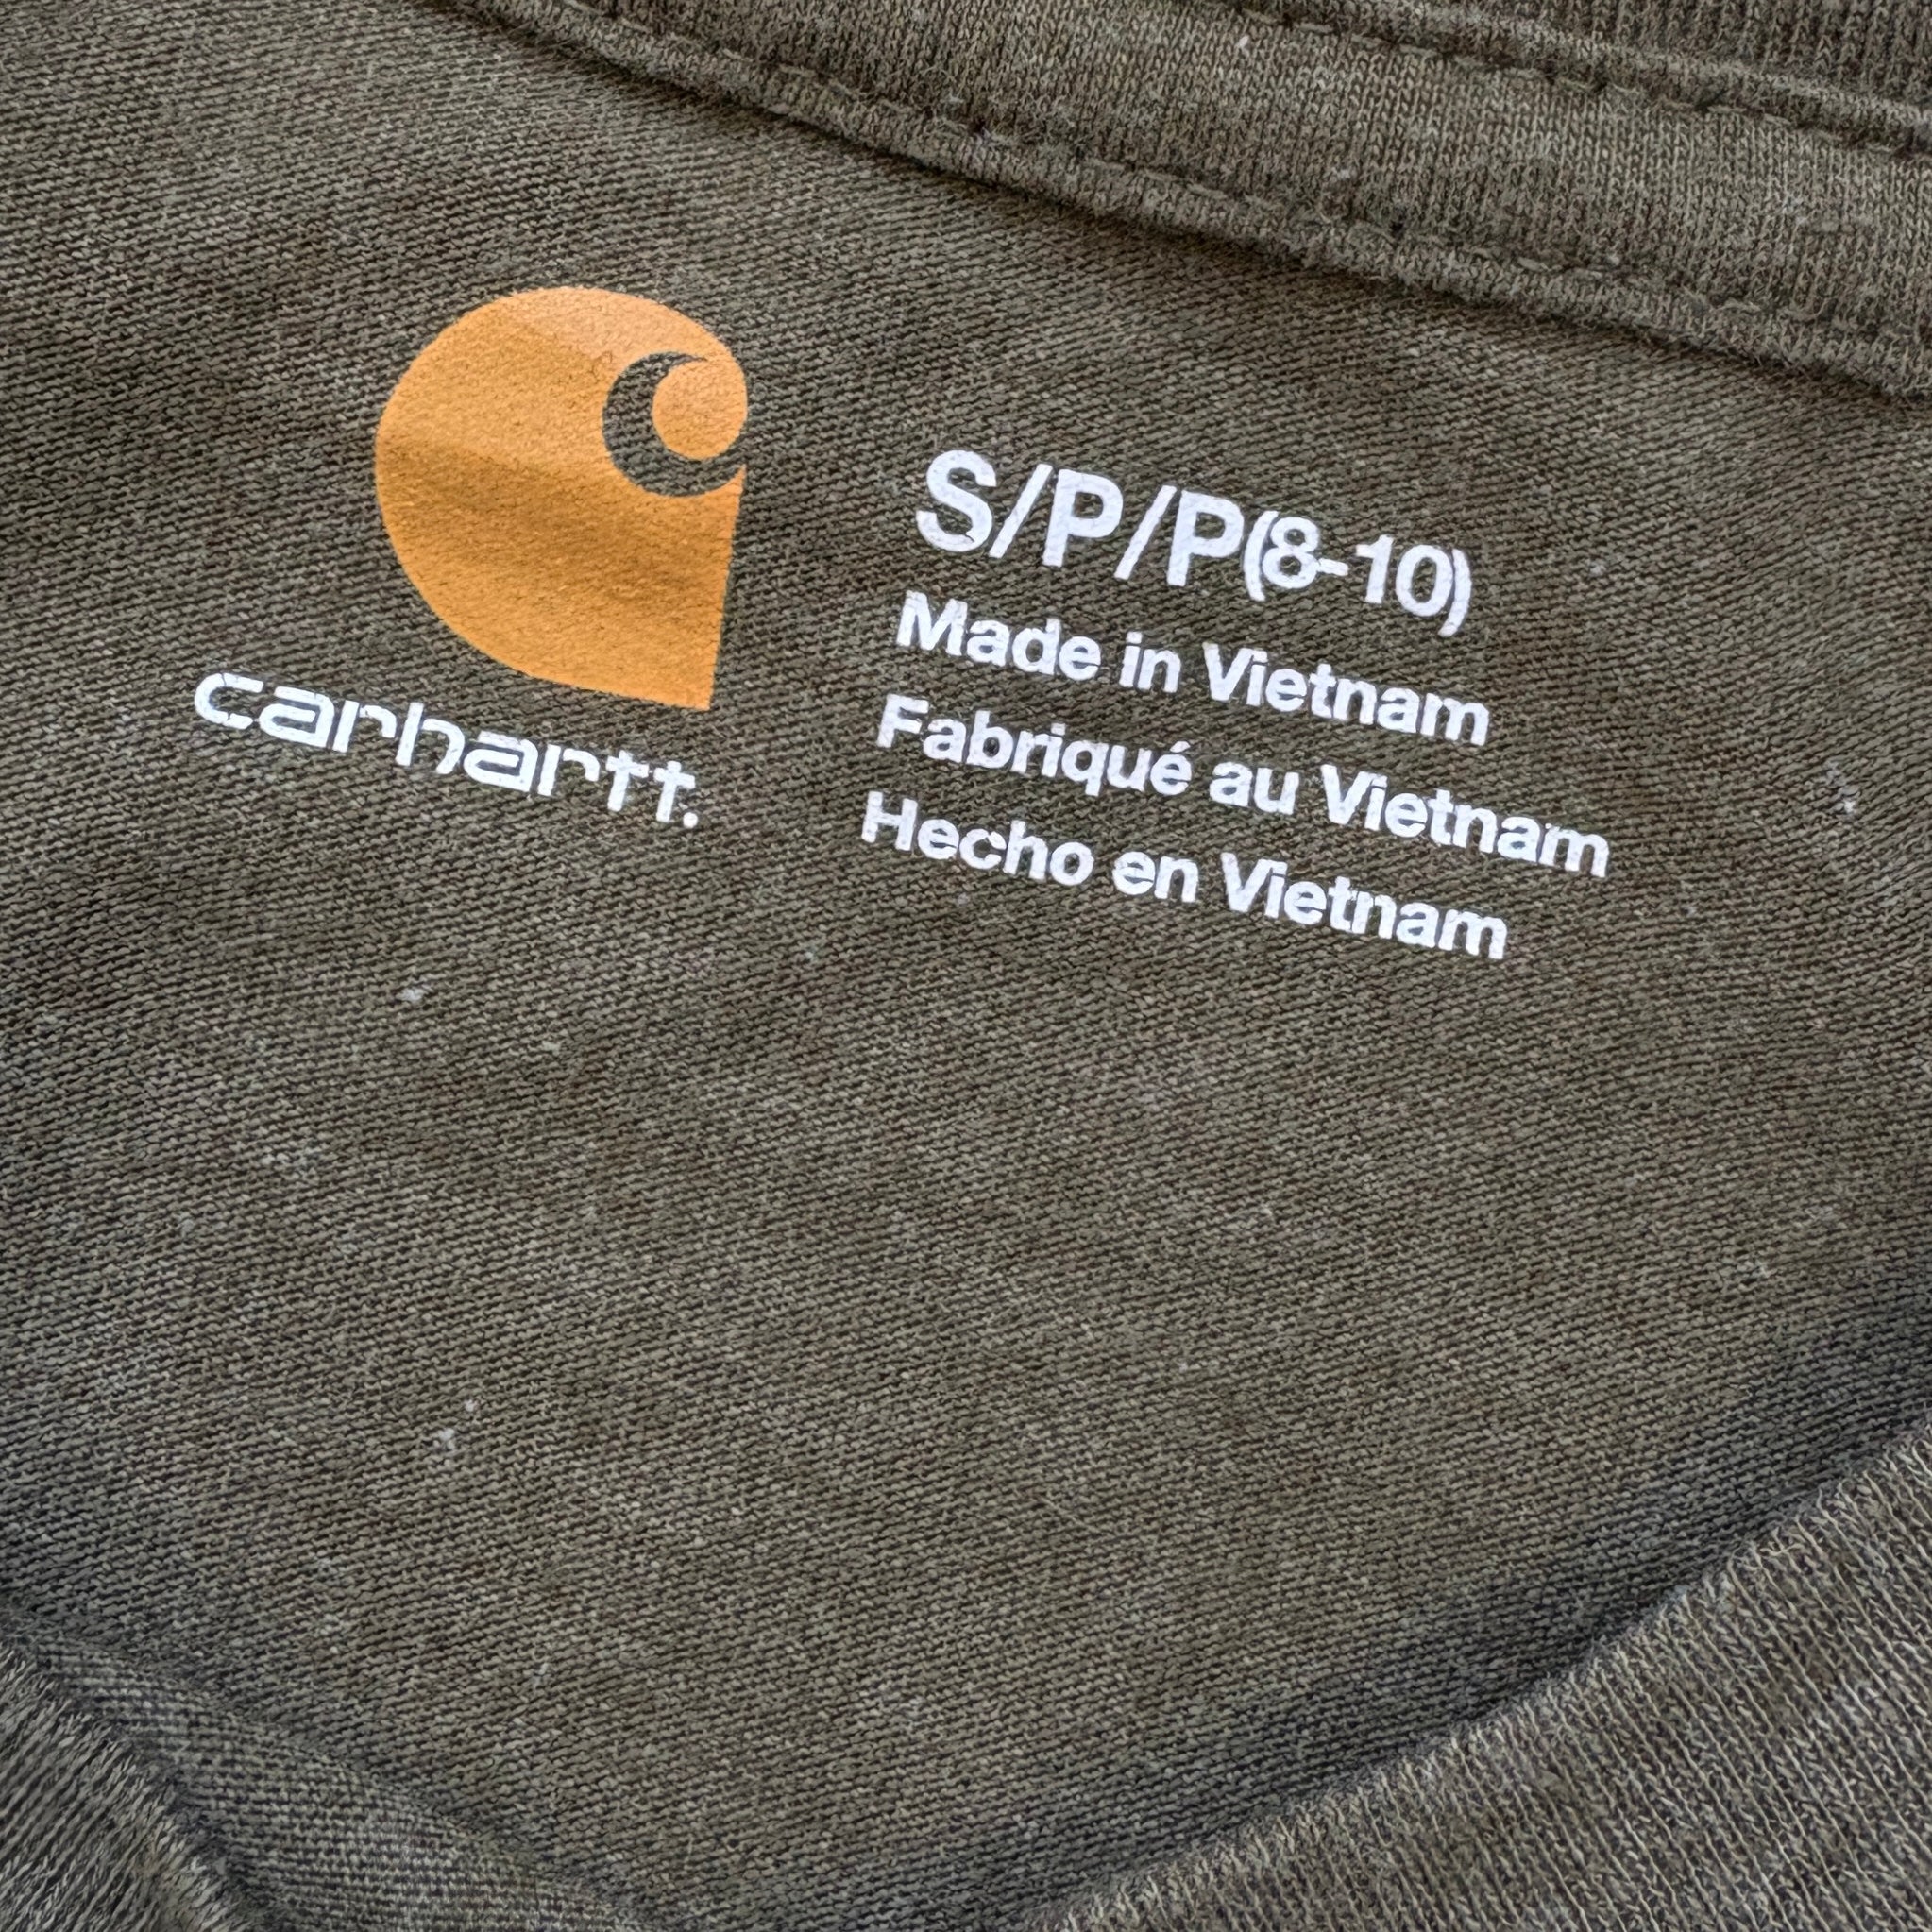 carhartt.
S/P/P(8-10)
Made in Vietnam
Fabriqué au Vietnam
Hecho en Vietnam